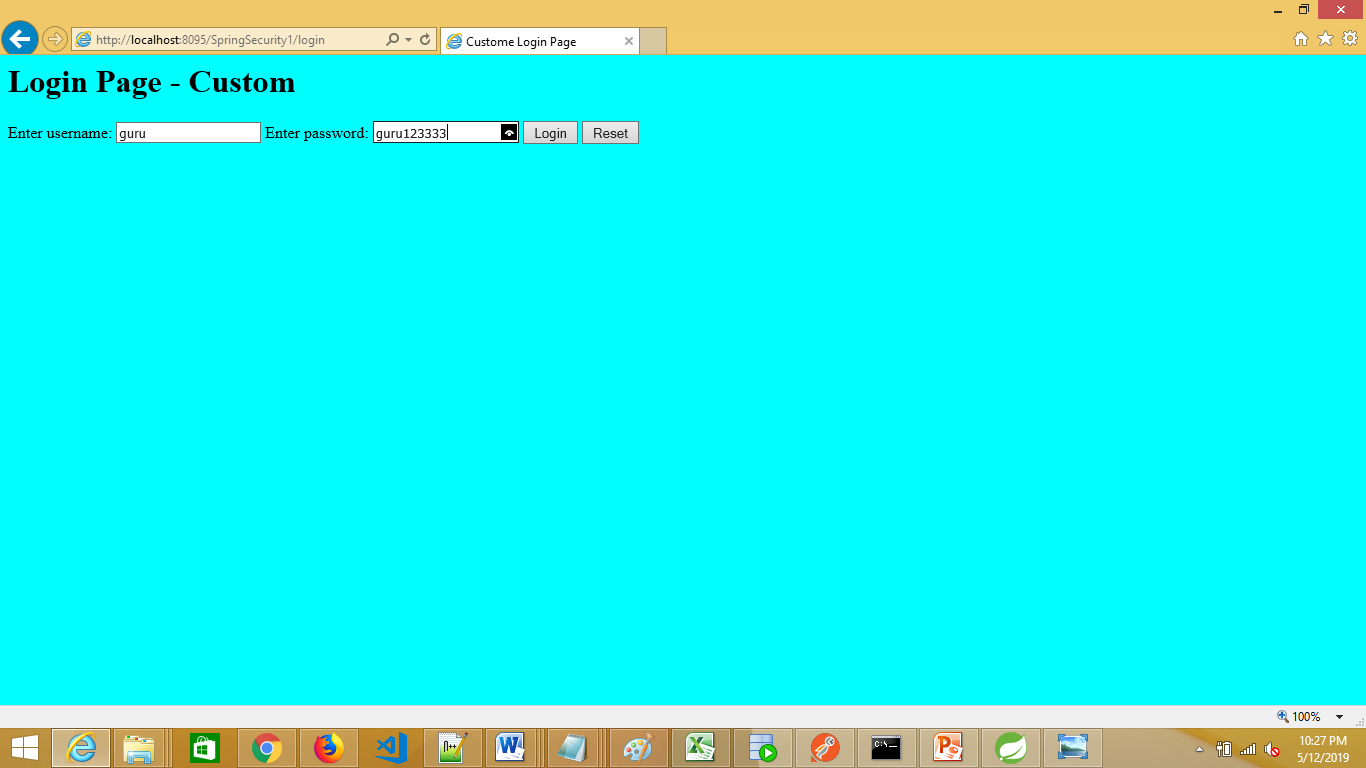 http://localhost:8095/SpringSecurity1/login
Custome Login Page
Login Page - Custom
Enter username: guru Enter password: guru123333 Login Reset
100%
10:27 PM
5/12/2019